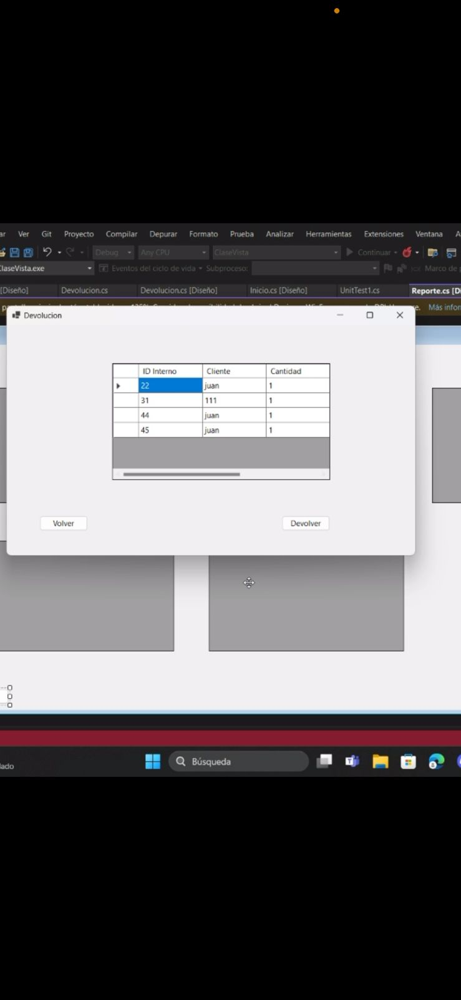 ar Ver Git Proyecto Compilar Depurar Formato Prueba Analizar Herramientas Extensiones Ventana A
Debug Any CPU ClaseVista Continuar
ClaseVista.exe Eventos del ciclo de vida Subproceso: Marco de p
[Diseño] Devolucion.cs Devolucion.cs [Diseño] Inicio.cs [Diseño] UnitTest1.cs Reporte.cs [Di
e. Más infor
Devolucion
ID Interno Cliente Cantidad
22 juan 1
31 111 1
44 juan 1
45 juan 1
Volver Devolver
lado
Búsqueda